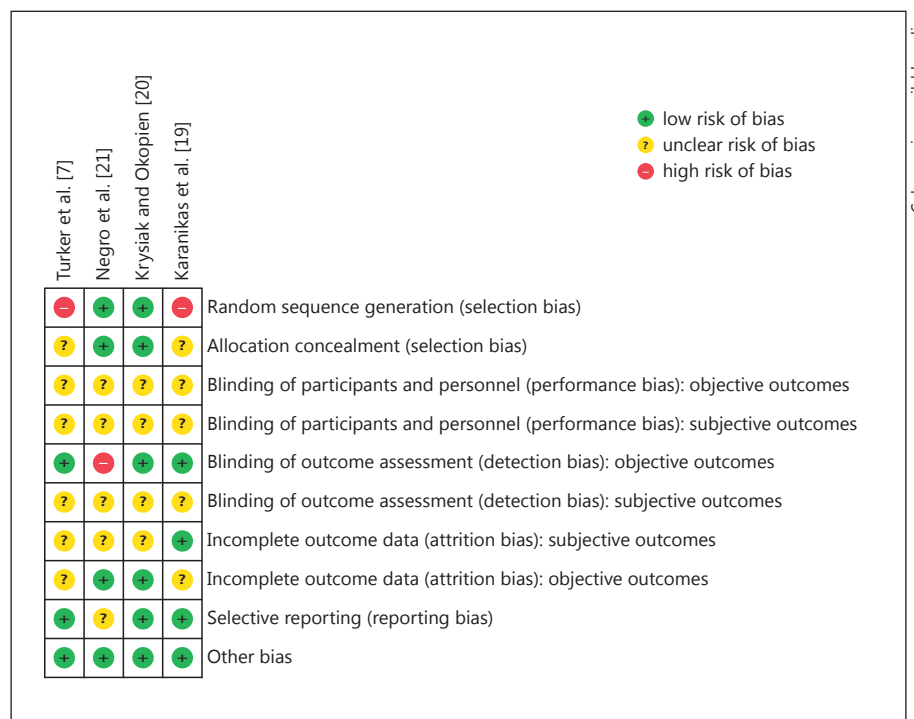 Turker et al. [7]
Negro et al. [21]
Krysiak and Okopien [20]
Karanikas et al. [19]
+ low risk of bias
? unclear risk of bias
– high risk of bias
– + + – Random sequence generation (selection bias)
? + + ? Allocation concealment (selection bias)
? ? ? ? Blinding of participants and personnel (performance bias): objective outcomes
? ? ? ? Blinding of participants and personnel (performance bias): subjective outcomes
+ – + + Blinding of outcome assessment (detection bias): objective outcomes
? ? ? ? Blinding of outcome assessment (detection bias): subjective outcomes
? ? ? + Incomplete outcome data (attrition bias): subjective outcomes
? + + ? Incomplete outcome data (attrition bias): objective outcomes
+ ? + + Selective reporting (reporting bias)
+ + + + Other bias